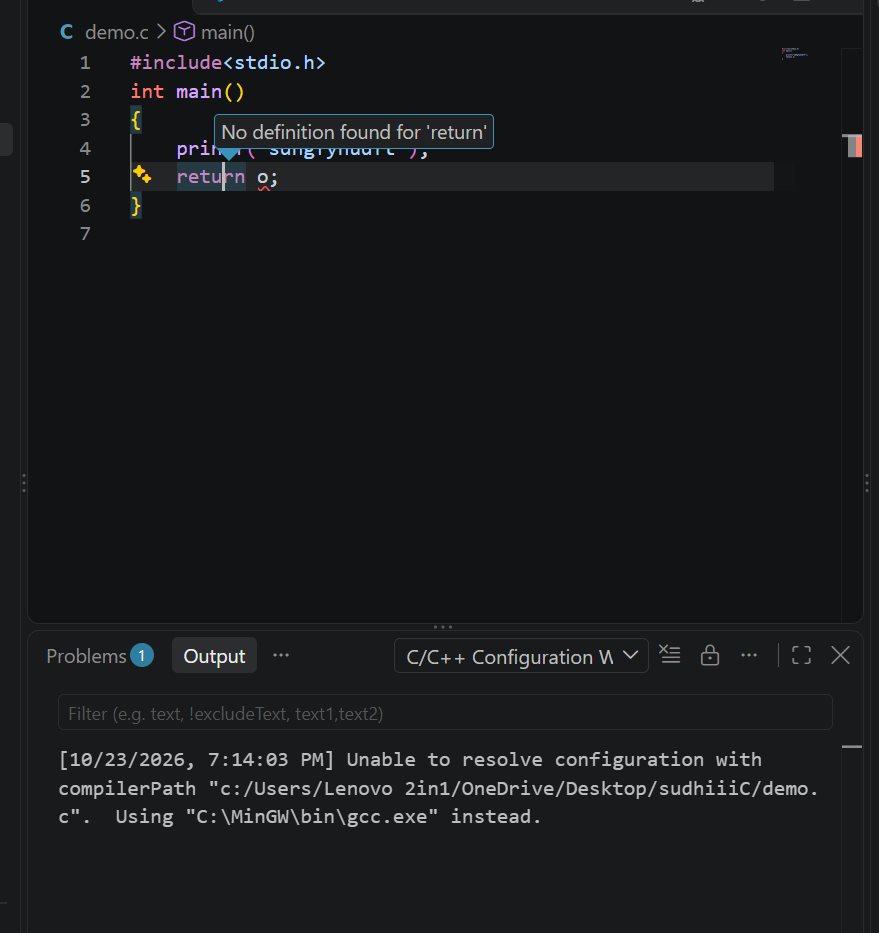 C demo.c > main()
1 #include<stdio.h>
2 int main()
3 {
No definition found for 'return'
4
5 return o;
6 }
7
Problems 1 Output ··· C/C++ Configuration W ···
Filter (e.g. text, !excludeText, text1,text2)
[10/23/2026, 7:14:03 PM] Unable to resolve configuration with
compilerPath "c:/Users/Lenovo 2in1/OneDrive/Desktop/sudhiiiC/demo.
c".  Using "C:\MinGW\bin\gcc.exe" instead.